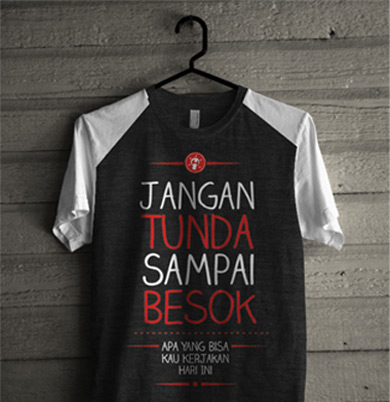 JANGAN
TUNDA
SAMPAI
BESOK
APA YANG BISA
KAU KERJAKAN
HARI INI